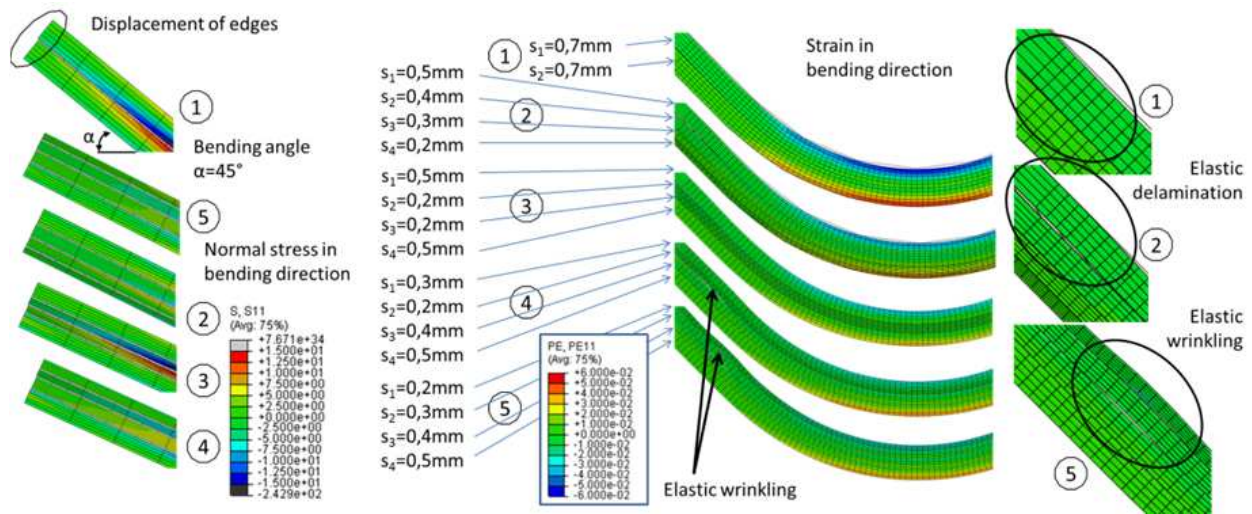 Displacement of edges
1
α
Bending angle
α=45°
5
Normal stress in
bending direction
2
S, S11
(Avg: 75%)
+7.671e+34
+1.500e+01
+1.250e+01
+1.000e+01
+7.500e+00
+5.000e+00
+2.500e+00
+0.000e+00
-2.500e+00
-5.000e+00
-7.500e+00
-1.000e+01
-1.250e+01
-1.500e+01
-2.429e+02
3
4
1
s1=0,7mm
s2=0,7mm
s1=0,5mm
s2=0,4mm
s3=0,3mm
s4=0,2mm
2
s1=0,5mm
s2=0,2mm
s3=0,2mm
s4=0,5mm
3
s1=0,3mm
s2=0,2mm
s3=0,4mm
s4=0,5mm
4
s1=0,2mm
s2=0,3mm
s3=0,4mm
s4=0,5mm
5
PE, PE11
(Avg: 75%)
+6.000e-02
+5.000e-02
+4.000e-02
+3.000e-02
+2.000e-02
+1.000e-02
+0.000e+00
-1.000e-02
-2.000e-02
-3.000e-02
-4.000e-02
-5.000e-02
-6.000e-02
Elastic wrinkling
Strain in
bending direction
1
Elastic
delamination
2
Elastic
wrinkling
5